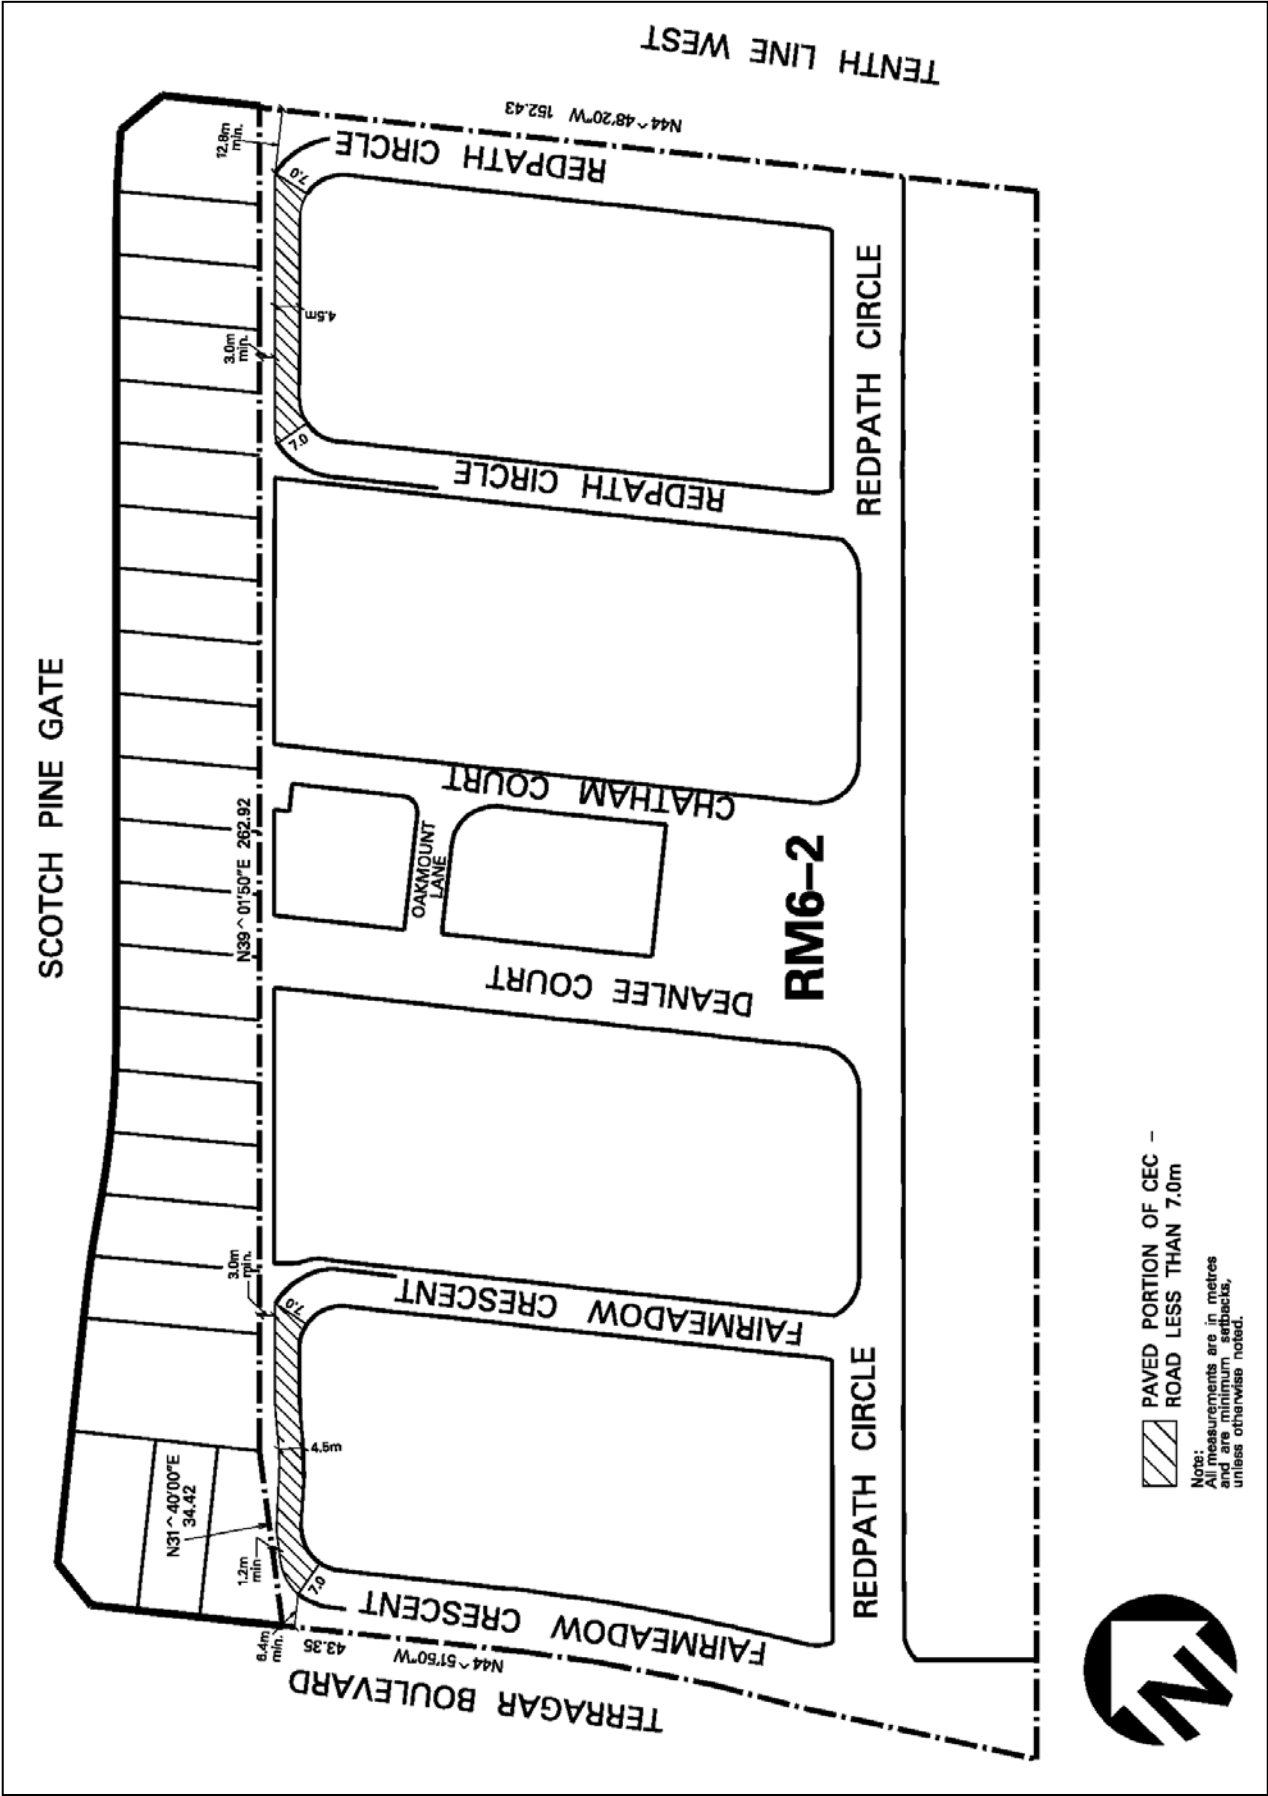 SCOTCH PINE GATE
TENTH LINE WEST
N44^48'20"W 152.43
12.8m
min.
REDPATH CIRCLE
7.0
4.5m
3.0m
min.
7.0
REDPATH CIRCLE
REDPATH CIRCLE
N39^01'50"E 262.92
CHATHAM COURT
OAKMOUNT
LANE
DEANLEE COURT
RM6-2
3.0m
min.
7.0
FAIRMEADOW CRESCENT
4.5m
N31^40'00"E
34.42
1.2m
min
7.0
FAIRMEADOW CRESCENT
REDPATH CIRCLE
6.4m
min.
N44^51'50"W 43.35
TERRAGAR BOULEVARD
PAVED PORTION OF CEC -
ROAD LESS THAN 7.0m
Note:
All measurements are in metres
and are minimum setbacks,
unless otherwise noted.
N